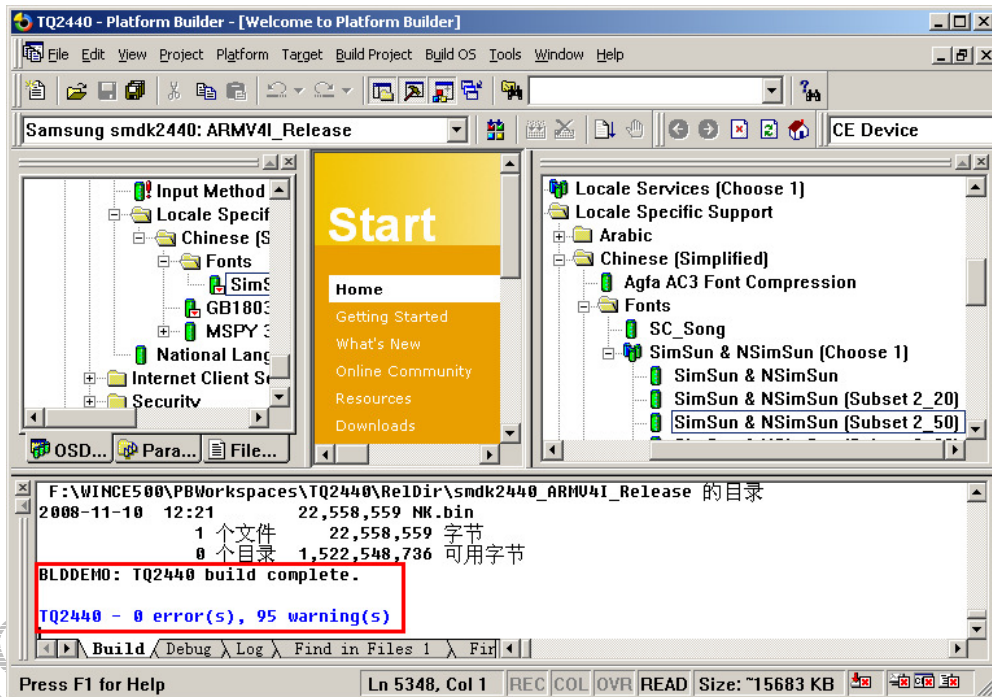 TQ2440 - Platform Builder - [Welcome to Platform Builder]
File Edit View Project Platform Target Build Project Build OS Tools Window Help
Samsung smdk2440: ARMV4I_Release
CE Device
Input Method
Locale Specif
Chinese (S
Fonts
SimS
GB1803
MSPY 3
National Lang
Internet Client Se
Security
OSD... Para... File...
Start
Home
Getting Started
What's New
Online Community
Resources
Downloads
Locale Services (Choose 1)
Locale Specific Support
Arabic
Chinese (Simplified)
Agfa AC3 Font Compression
Fonts
SC_Song
SimSun & NSimSun (Choose 1)
SimSun & NSimSun
SimSun & NSimSun (Subset 2_20)
SimSun & NSimSun (Subset 2_50)
F:\WINCE500\PBWorkspaces\TQ2440\RelDir\smdk2440_ARMV4I_Release 的目录
2008-11-10 12:21 22,558,559 NK.bin
1 个文件 22,558,559 字节
0 个目录 1,522,548,736 可用字节
BLDDEMO: TQ2440 build complete.
TQ2440 - 0 error(s), 95 warning(s)
Build Debug Log Find in Files 1 Fin
Press F1 for Help Ln 5348, Col 1 REC COL OVR READ Size: ~15683 KB